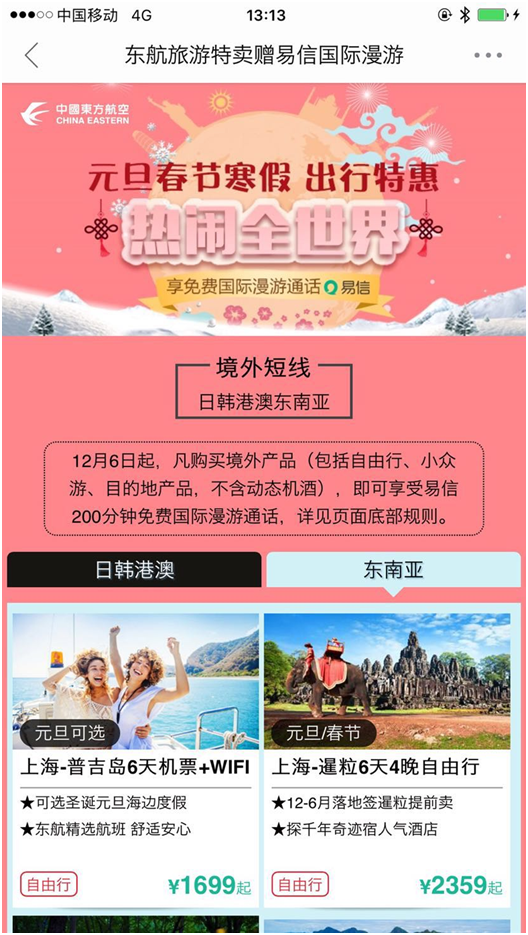 中国移动 4G 13:13
东航旅游特卖赠易信国际漫游
中國東方航空
CHINA EASTERN
元旦春节寒假 出行特惠
热闹全世界
享免费国际漫游通话 易信
境外短线
日韩港澳东南亚
12月6日起，凡购买境外产品（包括自由行、小众
游、目的地产品，不含动态机酒），即可享受易信
200分钟免费国际漫游通话，详见页面底部规则。
日韩港澳
东南亚
元旦可选
上海-普吉岛6天机票+WIFI
★可选圣诞元旦海边度假
★东航精选航班 舒适安心
自由行
¥1699起
元旦/春节
上海-暹粒6天4晚自由行
★12-6月落地签暹粒提前卖
★探千年奇迹宿人气酒店
自由行
¥2359起